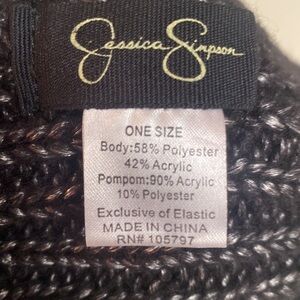 Jessica Simpson
ONE SIZE
Body:58% Polyester
42% Acrylic
Pompom:90% Acrylic
10% Polyester
Exclusive of Elastic
MADE IN CHINA
RN# 105797